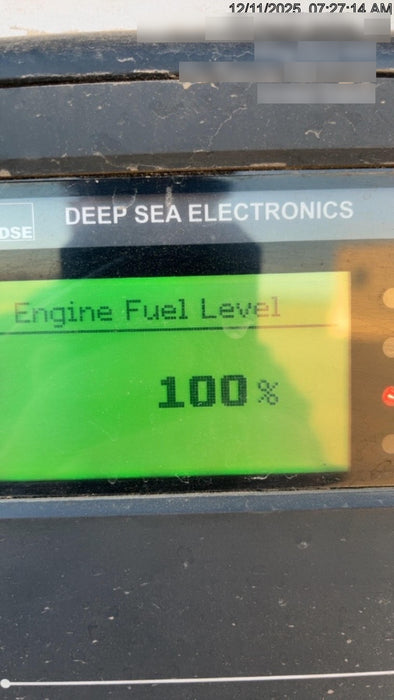 12/11/2025 07:27:14 AM
DEEP SEA ELECTRONICS
DSE
Engine Fuel Level
100%